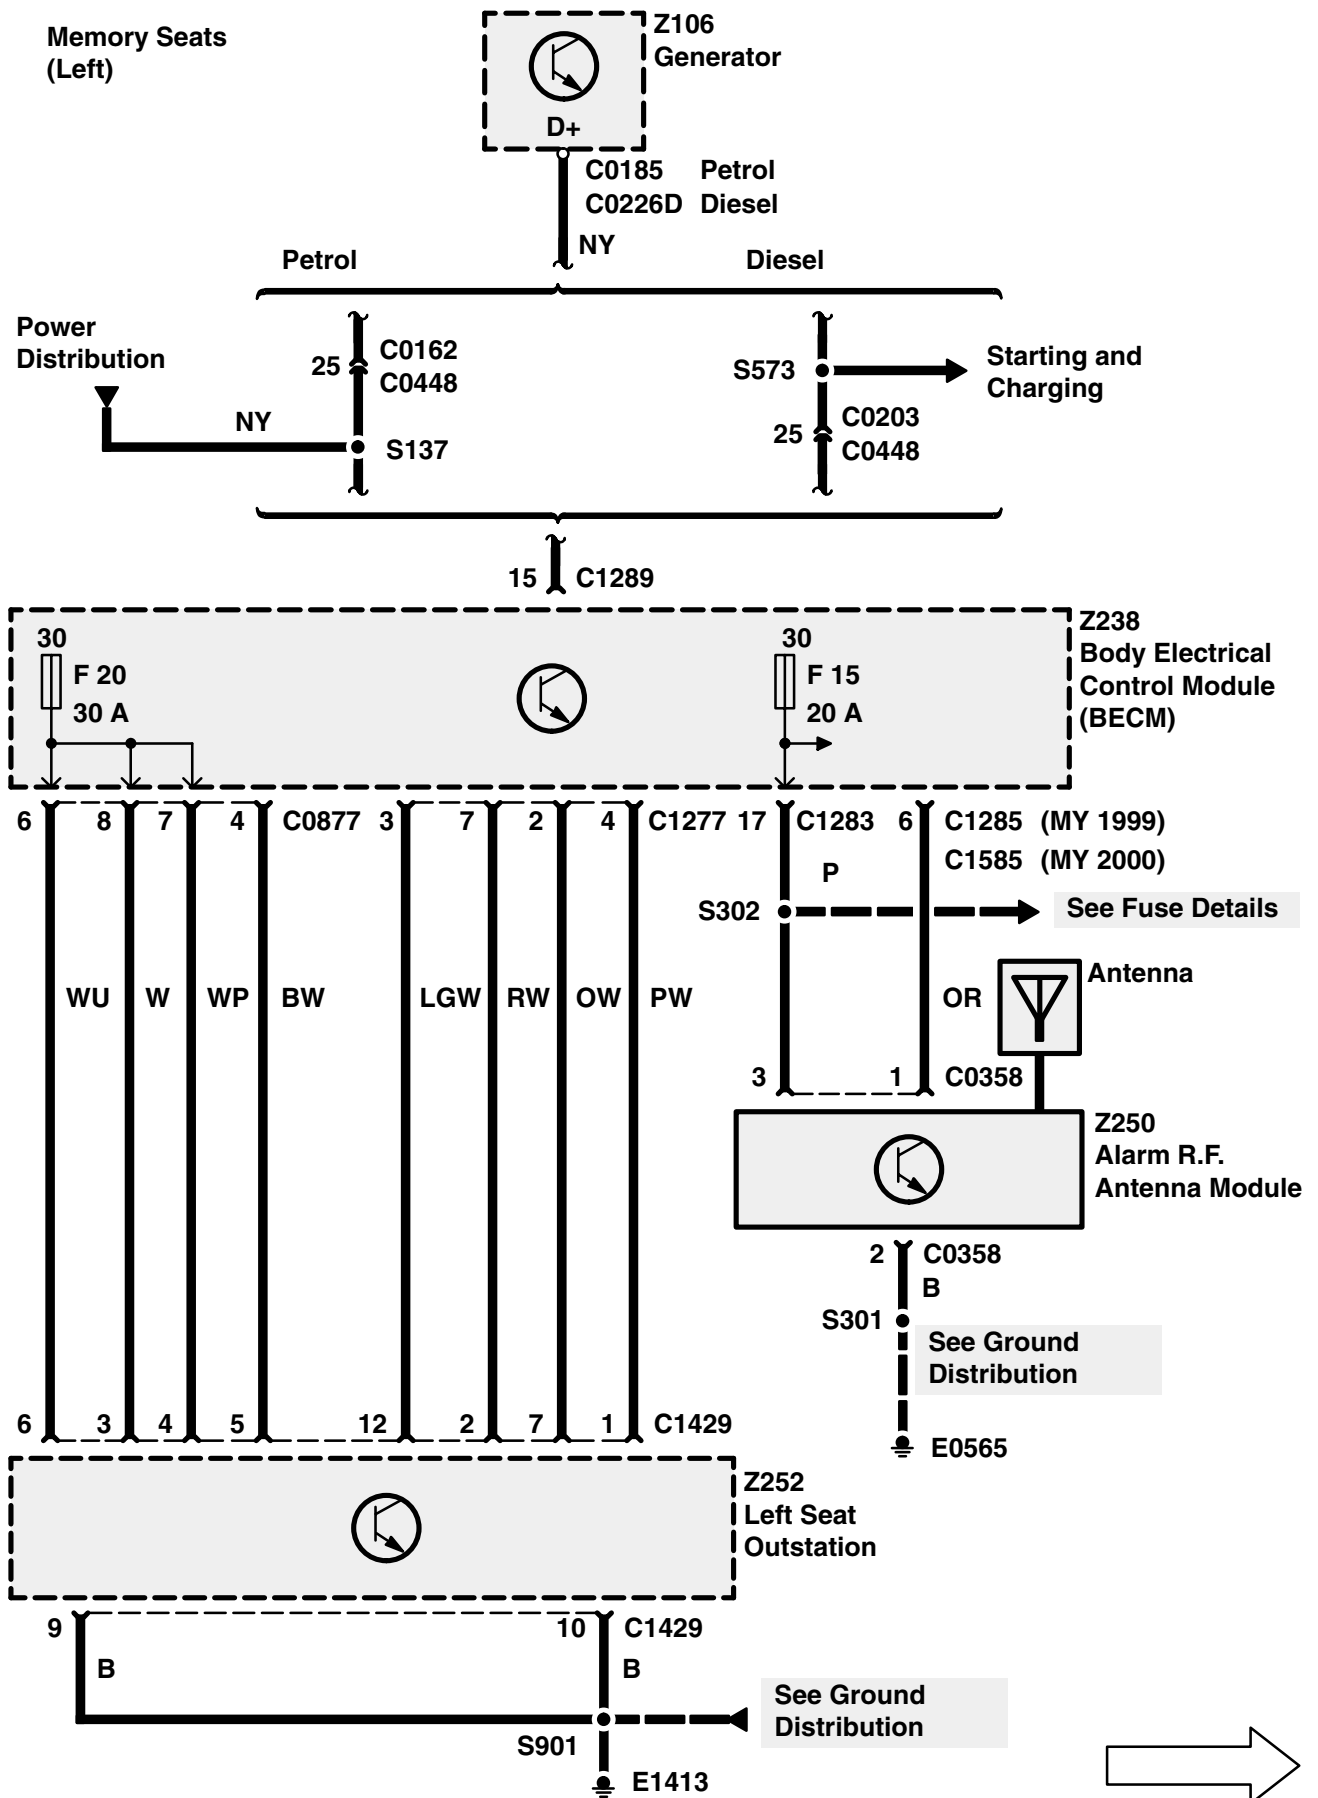 Memory Seats
(Left)
Z106
Generator
D+
C0185 Petrol
C0226D Diesel
NY
Petrol
Diesel
Power
Distribution
25
C0162
C0448
NY
S137
S573
Starting and
Charging
25
C0203
C0448
15 C1289
Z238
Body Electrical
Control Module
(BECM)
30
F 20
30 A
30
F 15
20 A
6 8 7 4 C0877 3 7 2 4 C1277 17 C1283 6 C1285 (MY 1999)
C1585 (MY 2000)
P
S302
See Fuse Details
WU W WP BW LGW RW OW PW OR
Antenna
3 1 C0358
Z250
Alarm R.F.
Antenna Module
2 C0358
B
S301
See Ground
Distribution
E0565
6 3 4 5 12 2 7 1 C1429
Z252
Left Seat
Outstation
9 10 C1429
B B
See Ground
Distribution
S901
E1413